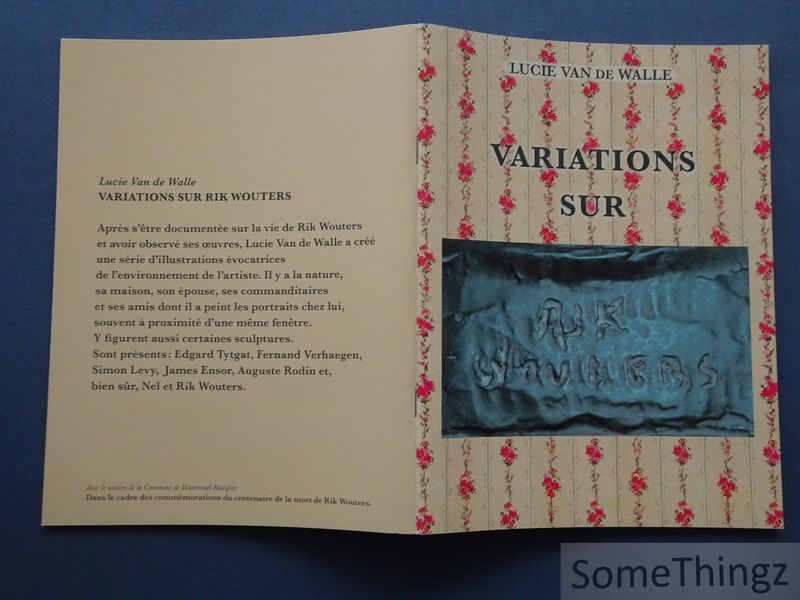 Lucie Van de Walle
VARIATIONS SUR RIK WOUTERS
Après s'être documentée sur la vie de Rik Wouters
et avoir observé ses œuvres, Lucie Van de Walle a créé
une série d'illustrations évocatrices
de l'environnement de l'artiste. Il y a la nature,
sa maison, son épouse, ses commanditaires
et ses amis dont il a peint les portraits chez lui,
souvent à proximité d'une même fenêtre.
Y figurent aussi certaines sculptures.
Sont présents : Edgard Tytgat, Fernand Verhaegen,
Simon Levy, James Ensor, Auguste Rodin et,
bien sûr, Nel et Rik Wouters.
Avec le soutien de la Commune de Watermael-Boitsfort.
Dans le cadre des commémorations du centenaire de la mort de Rik Wouters.
LUCIE VAN DE WALLE
VARIATIONS
SUR
RIK
WOUTERS
SomeThingz